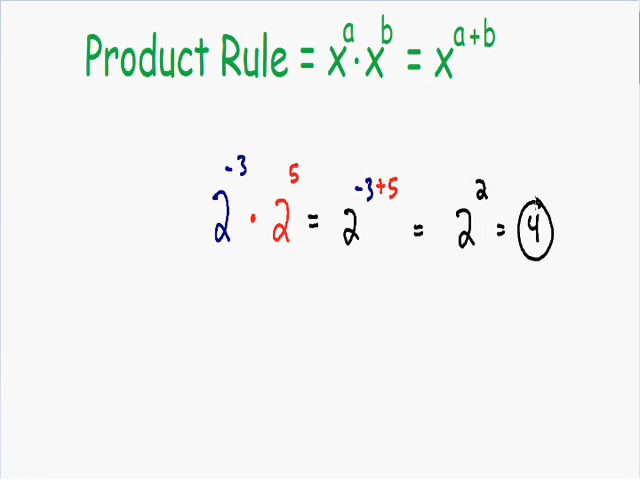 Product Rule = x^a · x^b = x^{a+b}
2^{-3} · 2^5 = 2^{-3+5} = 2^2 = 4